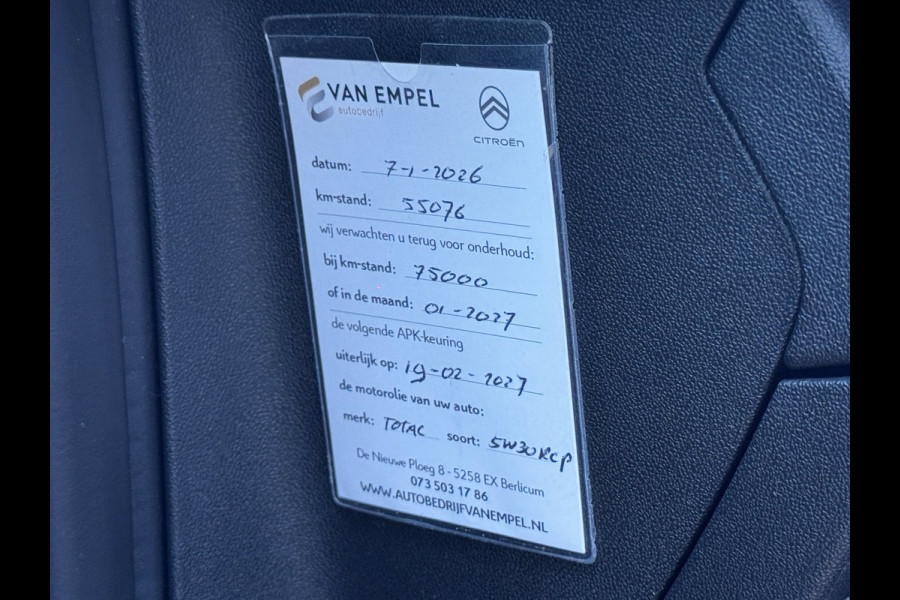 VAN EMPEL
autobedrijf
CITROËN
datum: 7-1-2026
km-stand: 55076
wij verwachten u terug voor onderhoud:
bij km-stand: 75000
of in de maand: 01-2027
de volgende APK-keuring
uiterlijk op: 19-02-2027
de motorolie van uw auto:
merk: TOTAL soort: 5W30 RCP
De Nieuwe Ploeg 8 - 5258 EX Berlicum
073 503 17 86
WWW.AUTOBEDRIJFVANEMPEL.NL